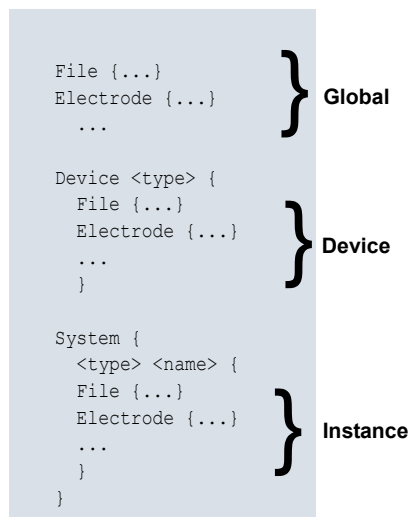 File {...}
Electrode {...}
...
} Global
Device <type> {
File {...}
Electrode {...}
...
}
} Device
System {
<type> <name> {
File {...}
Electrode {...}
...
}
} Instance
}